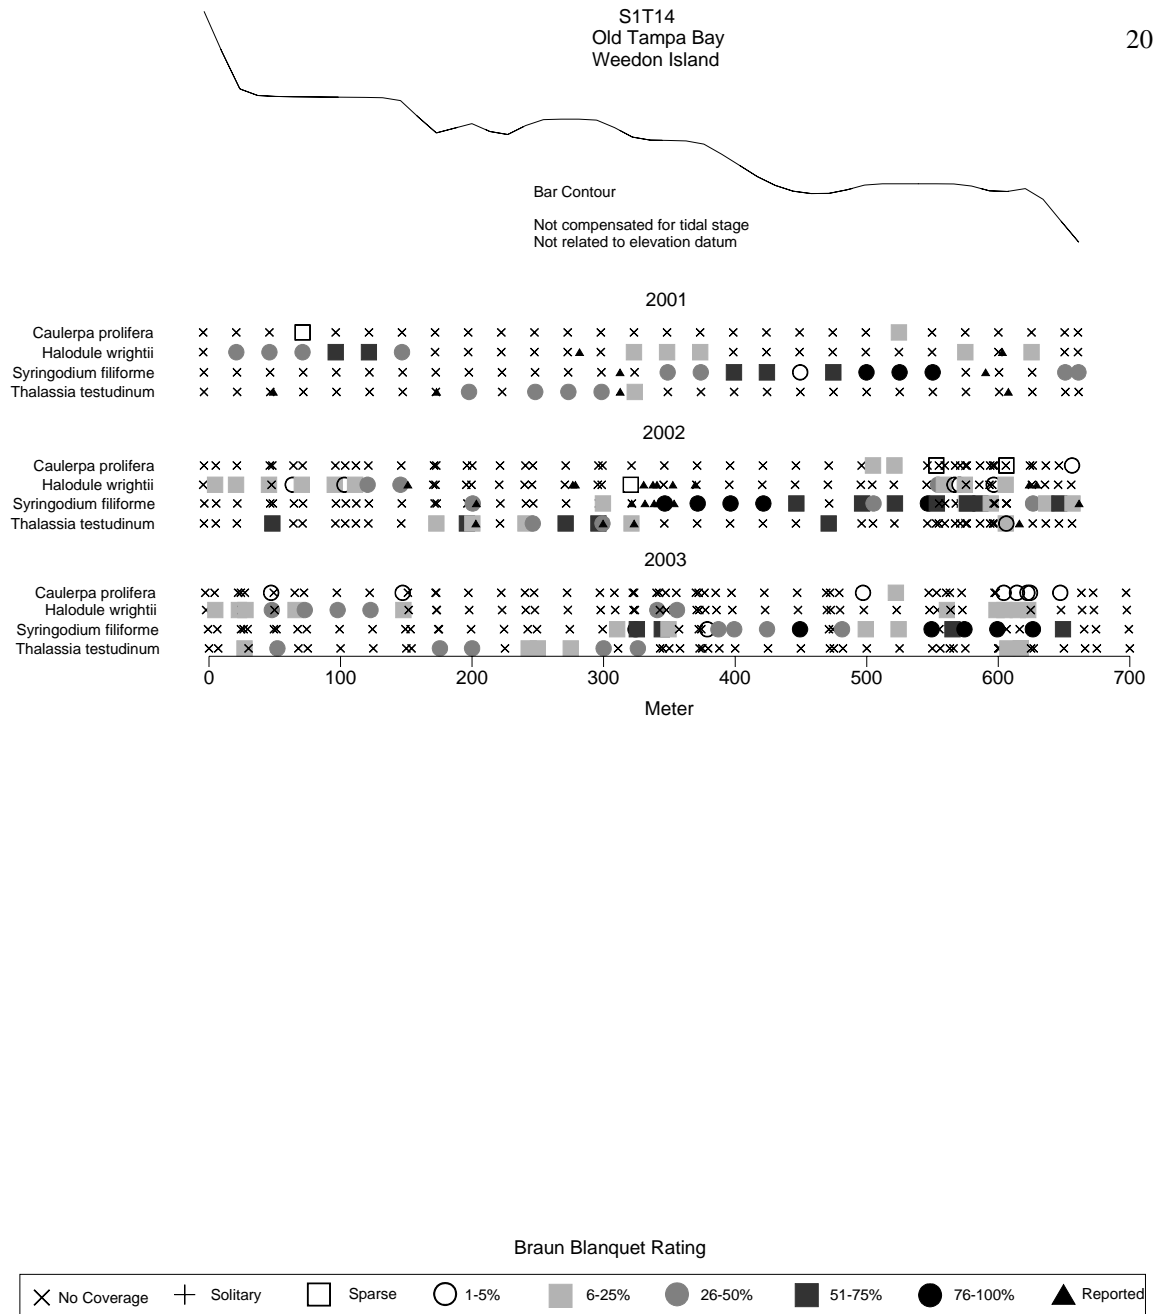 S1T14
Old Tampa Bay
Weedon Island
20
Bar Contour
Not compensated for tidal stage
Not related to elevation datum
2001
Caulerpa prolifera
Halodule wrightii
Syringodium filiforme
Thalassia testudinum
2002
Caulerpa prolifera
Halodule wrightii
Syringodium filiforme
Thalassia testudinum
2003
Caulerpa prolifera
Halodule wrightii
Syringodium filiforme
Thalassia testudinum
0 100 200 300 400 500 600 700
Meter
Braun Blanquet Rating
No Coverage Solitary Sparse 1-5% 6-25% 26-50% 51-75% 76-100% Reported